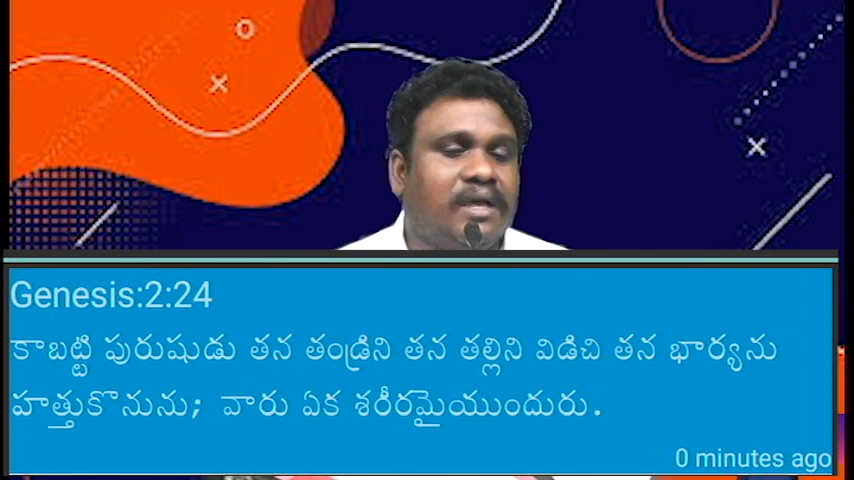 Genesis:2:24
కాబట్టి పురుషుడు తన తండ్రిని తన తల్లిని విడిచి తన భార్యను
హత్తుకొనును; వారు ఏక శరీరమైయుందురు.
0 minutes ago